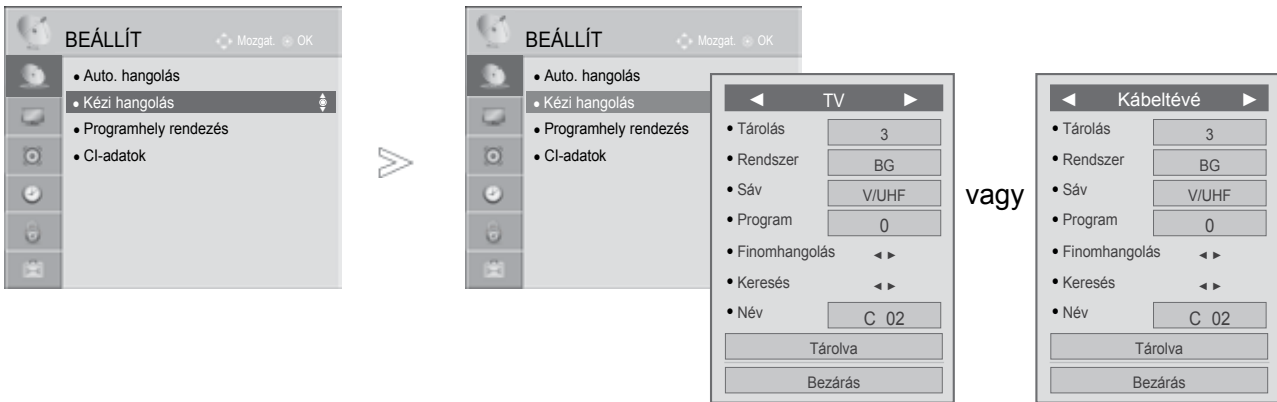 BEÁLLÍT Mozgat. OK
• Auto. hangolás
• Kézi hangolás
• Programhely rendezés
• CI-adatok
BEÁLLÍT Mozgat. OK
• Auto. hangolás
• Kézi hangolás
• Programhely rendezés
• CI-adatok
◄ TV ►
• Tárolás 3
• Rendszer BG
• Sáv V/UHF
• Program 0
• Finomhangolás ◄ ►
• Keresés ◄ ►
• Név C 02
Tárolva
Bezárás
vagy
◄ Kábeltévé ►
• Tárolás 3
• Rendszer BG
• Sáv V/UHF
• Program 0
• Finomhangolás ◄ ►
• Keresés ◄ ►
• Név C 02
Tárolva
Bezárás